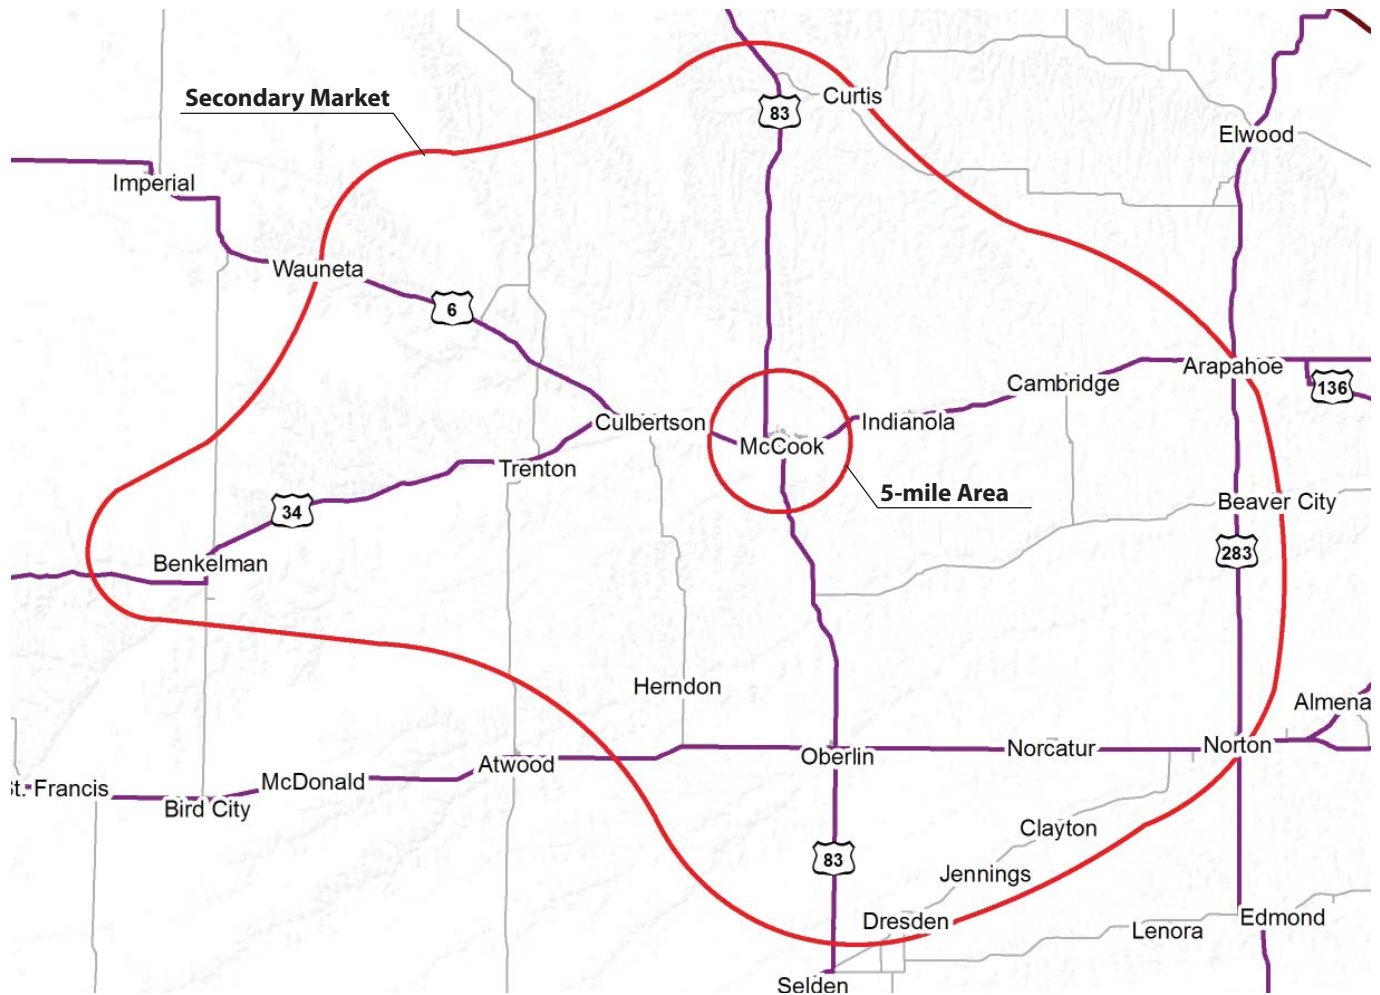 Curtis
Secondary Market
83
Elwood
Imperial
Wauneta
6
Arapahoe
Cambridge
136
Culbertson
Indianola
McCook
Trenton
5-mile Area
Beaver City
34
283
Benkelman
Herndon
Almena
Norton
Norcatur
Oberlin
Atwood
McDonald
t. Francis
Bird City
Clayton
83
Jennings
Dresden
Edmond
Lenora
Selden